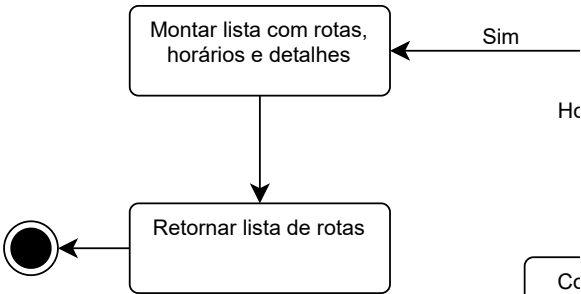 Montar lista com rotas,
horários e detalhes
Sim
Retornar lista de rotas